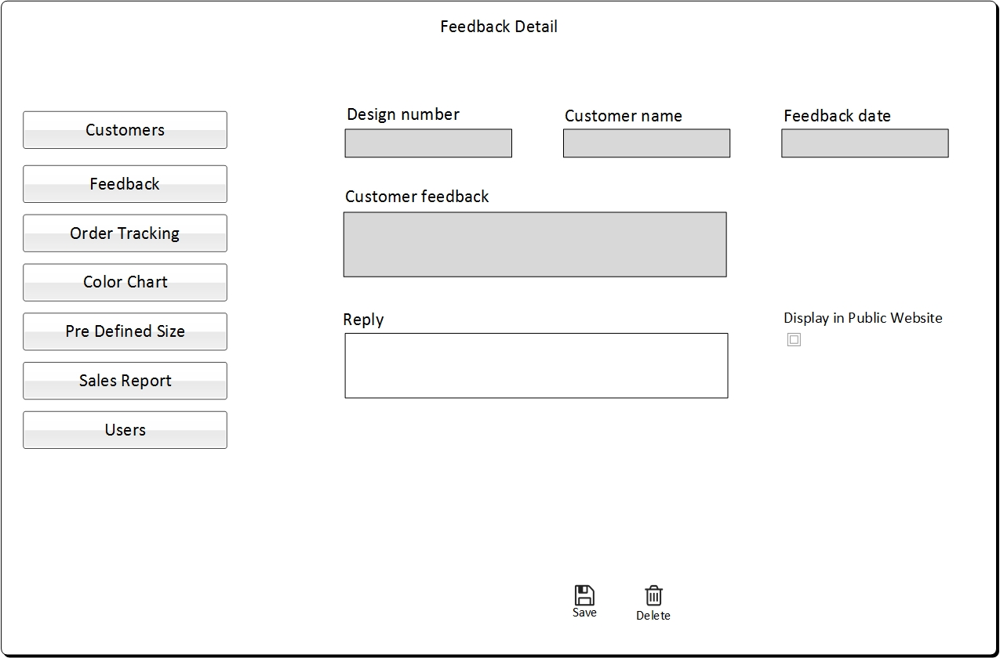 Feedback Detail
Customers
Feedback
Order Tracking
Color Chart
Pre Defined Size
Sales Report
Users
Design number
Customer name
Feedback date
Customer feedback
Reply
Display in Public Website
Save
Delete